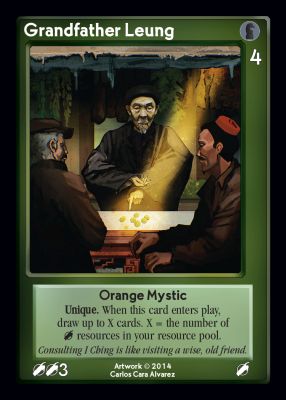 Grandfather Leung
4
Orange Mystic
Unique. When this card enters play,
draw up to X cards. X = the number of
resources in your resource pool.
Consulting I Ching is like visiting a wise, old friend.
3
Artwork © 2014
Carlos Cara Alvarez